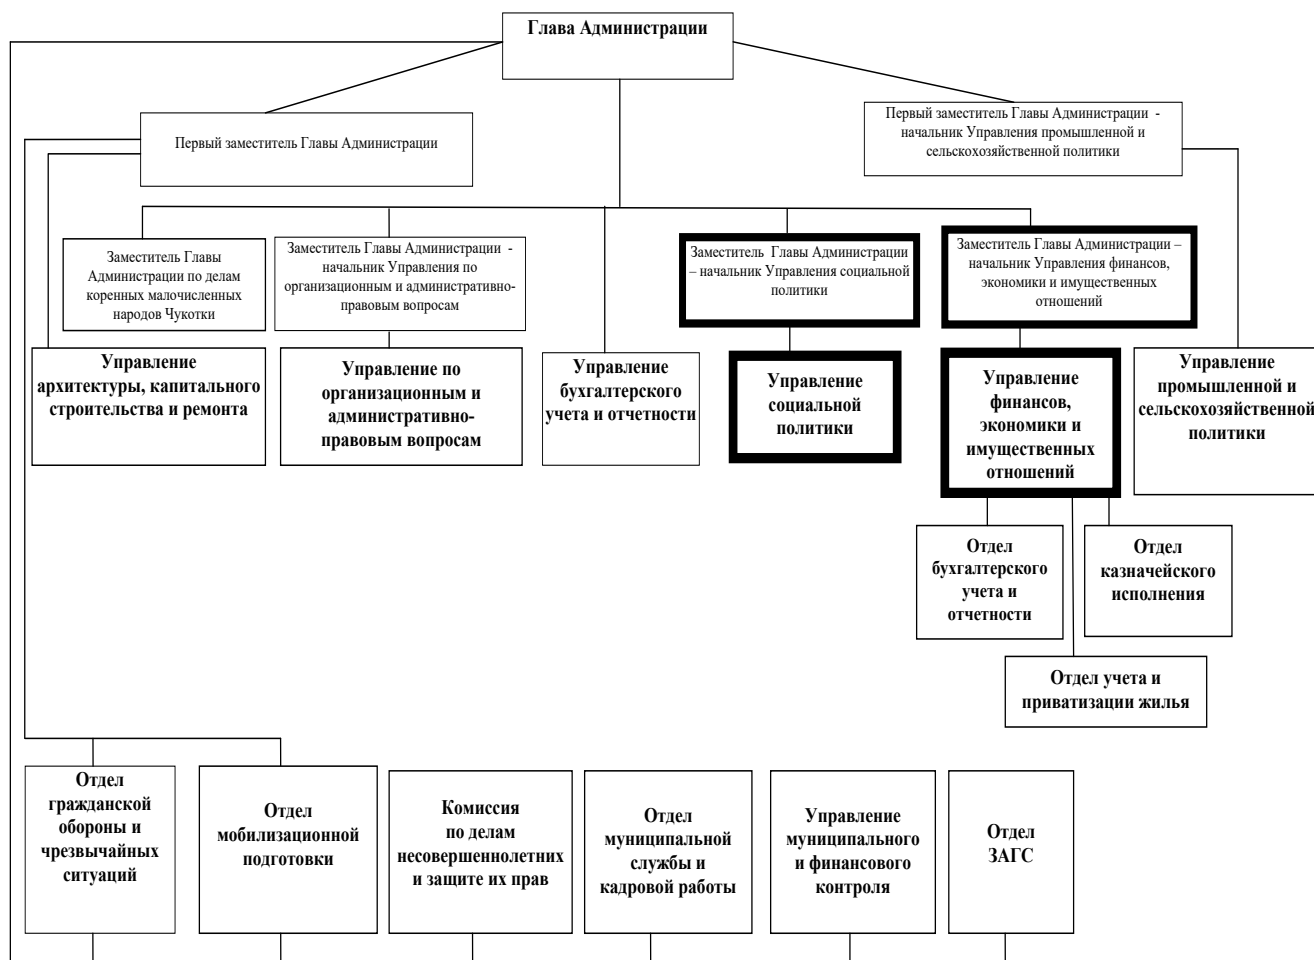 Глава Администрации
Первый заместитель Главы Администрации
Первый заместитель Главы Администрации -
начальник Управления промышленной и
сельскохозяйственной политики
Заместитель Главы
Администрации по делам
коренных малочисленных
народов Чукотки
Заместитель Главы Администрации -
начальник Управления по
организационным и административно-
правовым вопросам
Заместитель Главы Администрации
– начальник Управления социальной
политики
Заместитель Главы Администрации –
начальник Управления финансов,
экономики и имущественных
отношений
Управление
архитектуры, капитального
строительства и ремонта
Управление по
организационным и
административно-
правовым вопросам
Управление
бухгалтерского
учета и отчетности
Управление
социальной
политики
Управление
финансов,
экономики и
имущественных
отношений
Управление
промышленной и
сельскохозяйственной
политики
Отдел
бухгалтерского
учета и
отчетности
Отдел
казначейского
исполнения
Отдел учета и
приватизации жилья
Отдел
гражданской
обороны и
чрезвычайных
ситуаций
Отдел
мобилизационной
подготовки
Комиссия
по делам
несовершеннолетних
и защите их прав
Отдел
муниципальной
службы и
кадровой работы
Управление
муниципального
и финансового
контроля
Отдел
ЗАГС